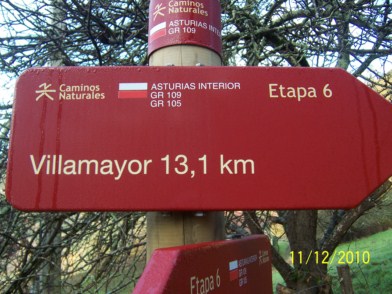 Caminos
Naturales
ASTURIAS INTERIOR
GR 109
Caminos
Naturales
ASTURIAS INTERIOR
GR 109
GR 105
Etapa 6
Villamayor 13,1 km
Etapa 6
11/12/2010